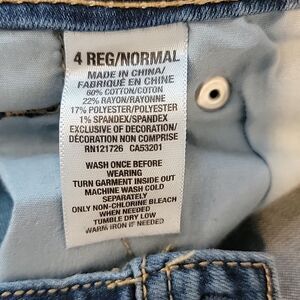 4 REG/NORMAL
MADE IN CHINA/
FABRIQUÉ EN CHINE
60% COTTON/COTON
22% RAYON/RAYONNE
17% POLYESTER/POLYESTER
1% SPANDEX/SPANDEX
EXCLUSIVE OF DECORATION/
DÉCORATION NON COMPRISE
RN121726 CA53201
WASH ONCE BEFORE
WEARING
TURN GARMENT INSIDE OUT
MACHINE WASH COLD
SEPARATELY
ONLY NON-CHLORINE BLEACH
WHEN NEEDED
TUMBLE DRY LOW
WARM IRON IF NEEDED